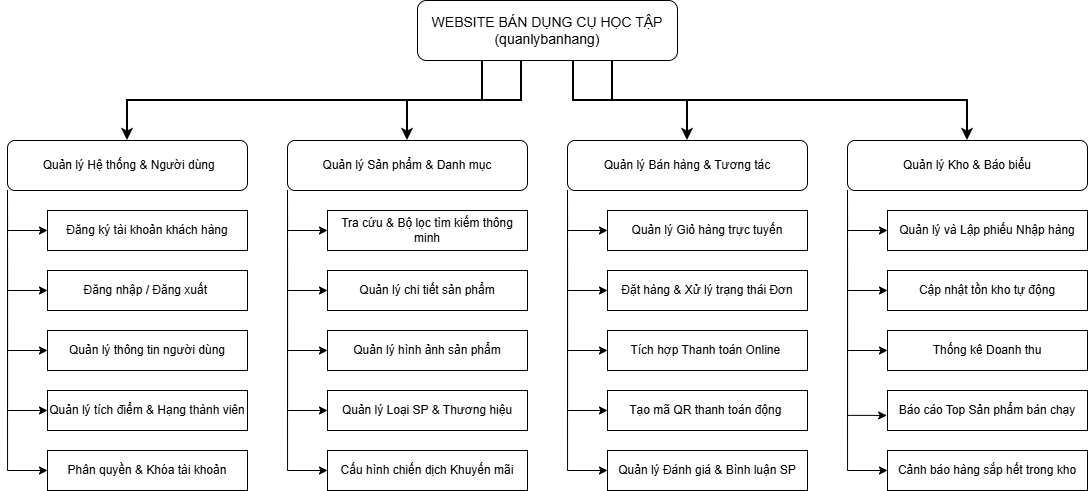 WEBSITE BÁN DỤNG CỤ HỌC TẬP
(quanlybanhang)
Quản lý Hệ thống & Người dùng
Đăng ký tài khoản khách hàng
Đăng nhập / Đăng xuất
Quản lý thông tin người dùng
Quản lý tích điểm & Hạng thành viên
Phân quyền & Khóa tài khoản
Quản lý Sản phẩm & Danh mục
Tra cứu & Bộ lọc tìm kiếm thông
minh
Quản lý chi tiết sản phẩm
Quản lý hình ảnh sản phẩm
Quản lý Loại SP & Thương hiệu
Cấu hình chiến dịch Khuyến mãi
Quản lý Bán hàng & Tương tác
Quản lý Giỏ hàng trực tuyến
Đặt hàng & Xử lý trạng thái Đơn
Tích hợp Thanh toán Online
Tạo mã QR thanh toán động
Quản lý Đánh giá & Bình luận SP
Quản lý Kho & Báo biểu
Quản lý và Lập phiếu Nhập hàng
Cập nhật tồn kho tự động
Thống kê Doanh thu
Báo cáo Top Sản phẩm bán chạy
Cảnh báo hàng sắp hết trong kho